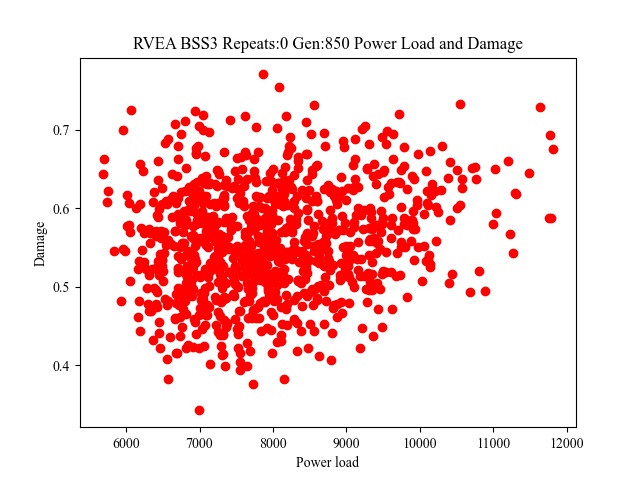 RVEA BSS3 Repeats:0 Gen:850 Power Load and Damage
0.7
0.6
0.5
0.4
Damage
6000 7000 8000 9000 10000 11000 12000
Power load